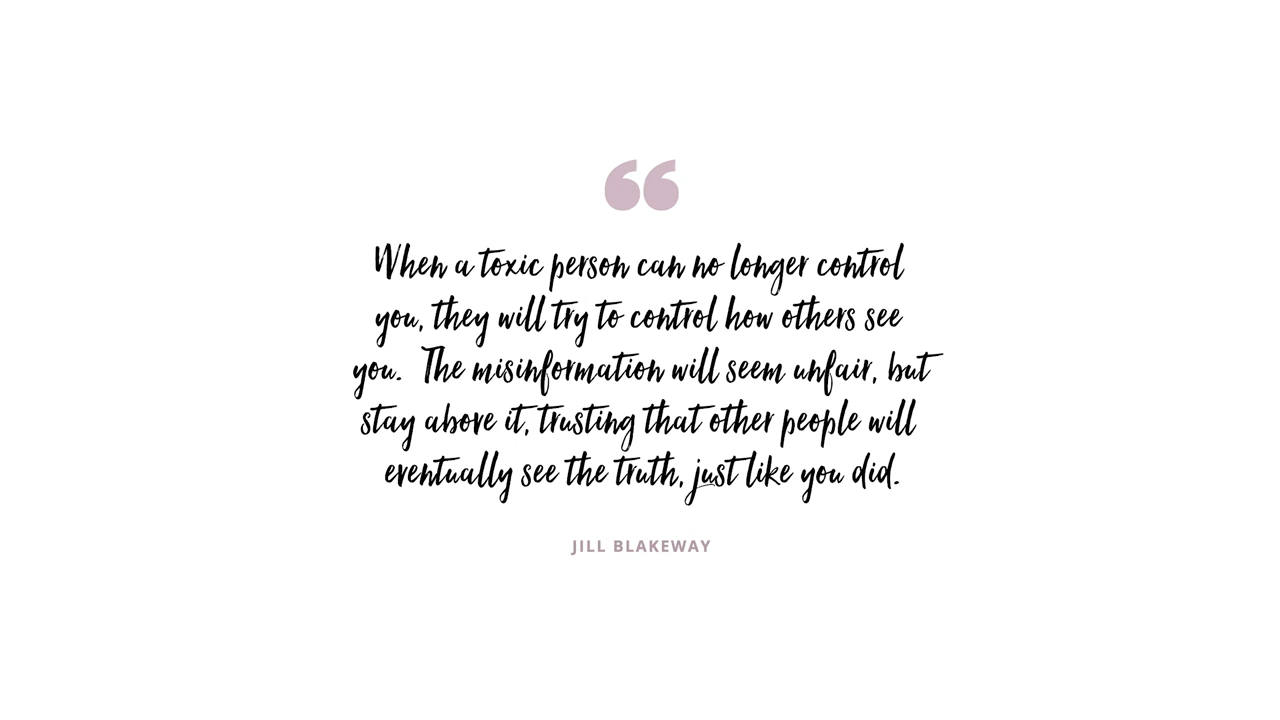 “
When a toxic person can no longer control
you, they will try to control how others see
you. The misinformation will seem unfair, but
stay above it, trusting that other people will
eventually see the truth, just like you did.
JILL BLAKEWAY